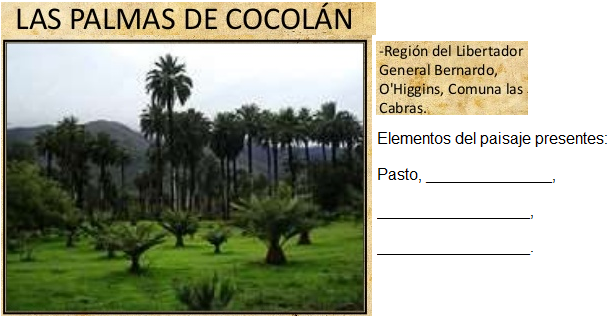 LAS PALMAS DE COCOLÁN
-Región del Libertador
General Bernardo,
O'Higgins, Comuna las
Cabras.
Elementos del paisaje presentes:
Pasto, ______________,
_________________,
_________________.